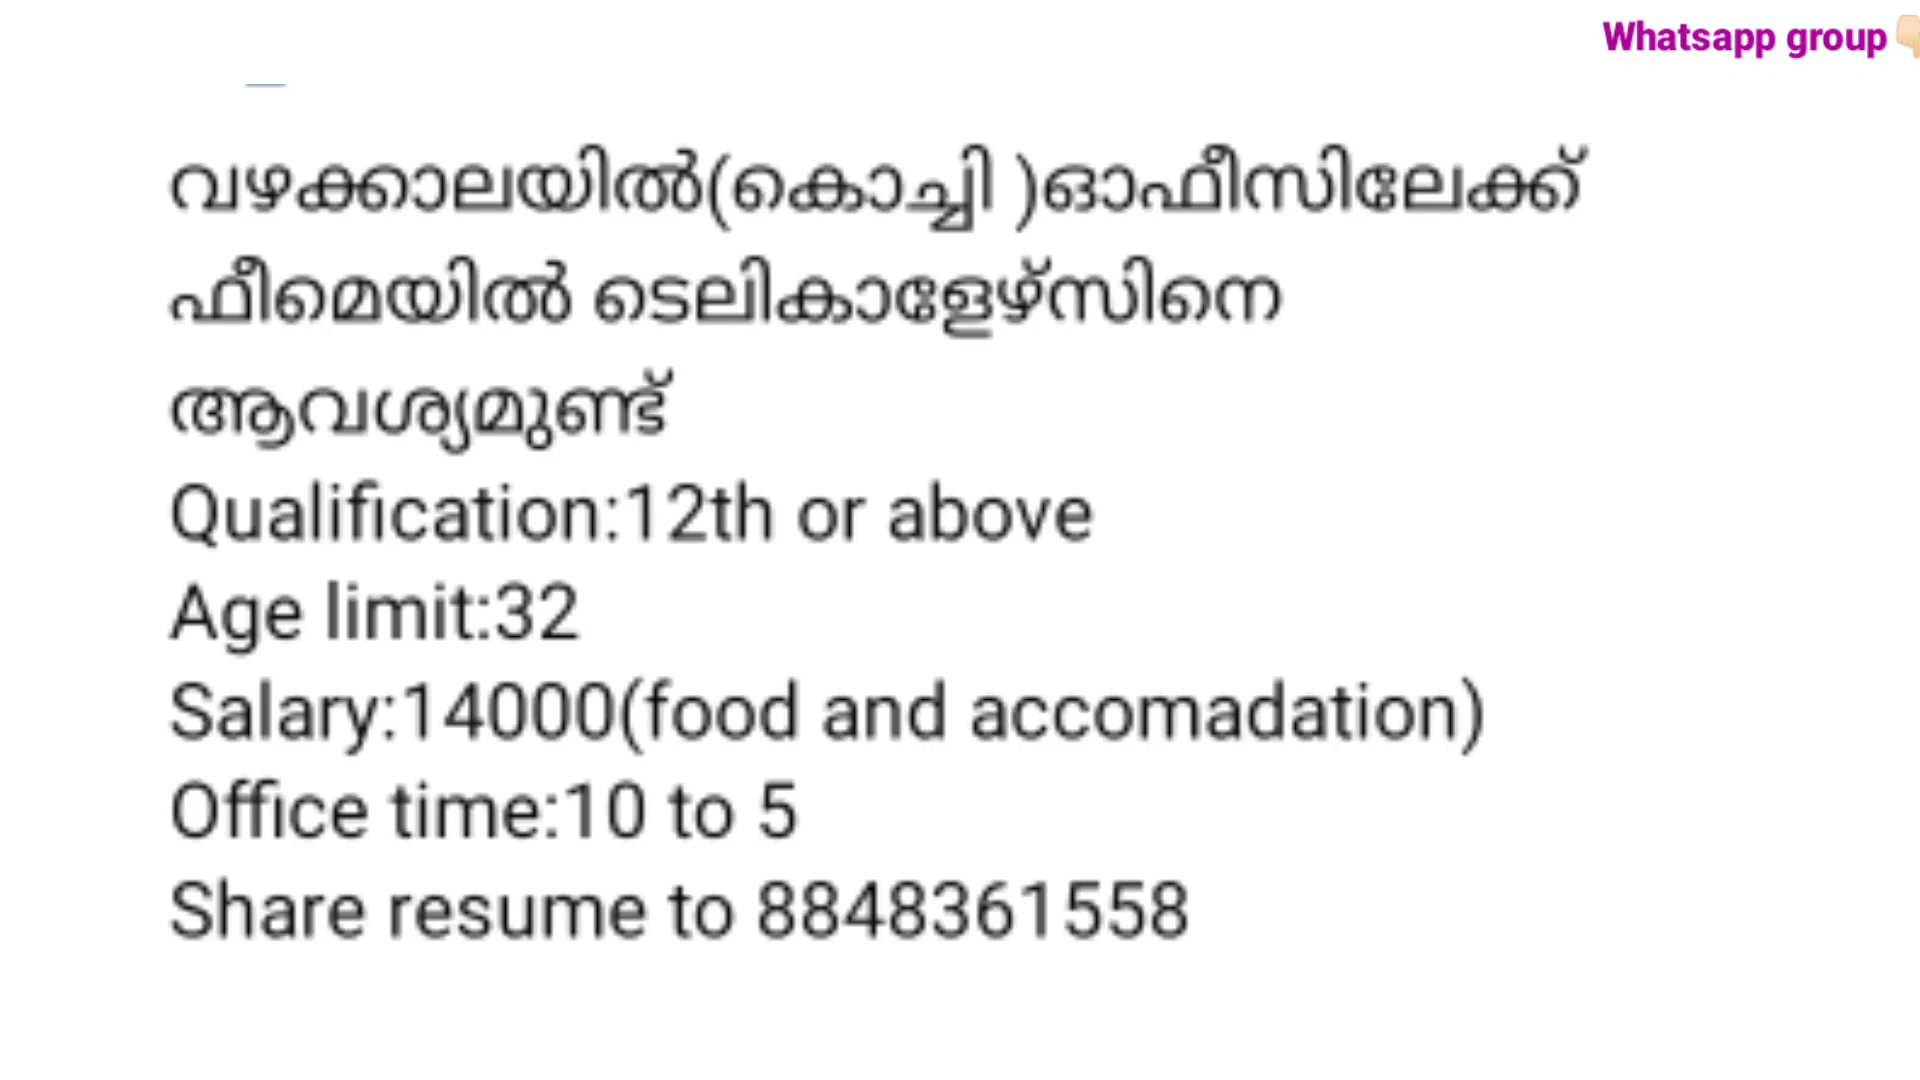 Whatsapp group👇🏻
വഴക്കാലയിൽ(കൊച്ചി )ഓഫീസിലേക്ക്
ഫീമെയിൽ ടെലികാളേഴ്സിനെ
ആവശ്യമുണ്ട്
Qualification:12th or above
Age limit:32
Salary:14000(food and accomadation)
Office time:10 to 5
Share resume to 8848361558